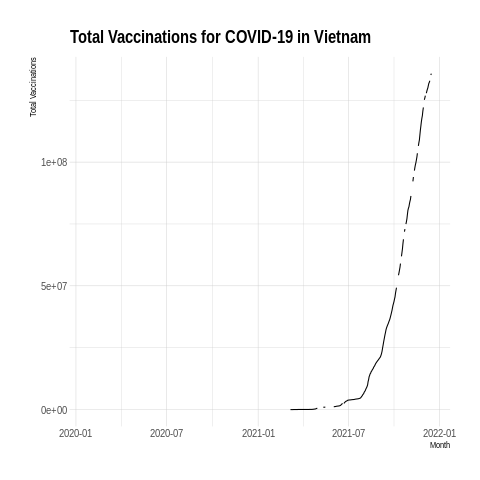 Total Vaccinations for COVID-19 in Vietnam
Total Vaccinations
1e+08
5e+07
0e+00
2020-01 2020-07 2021-01 2021-07 2022-01
Month